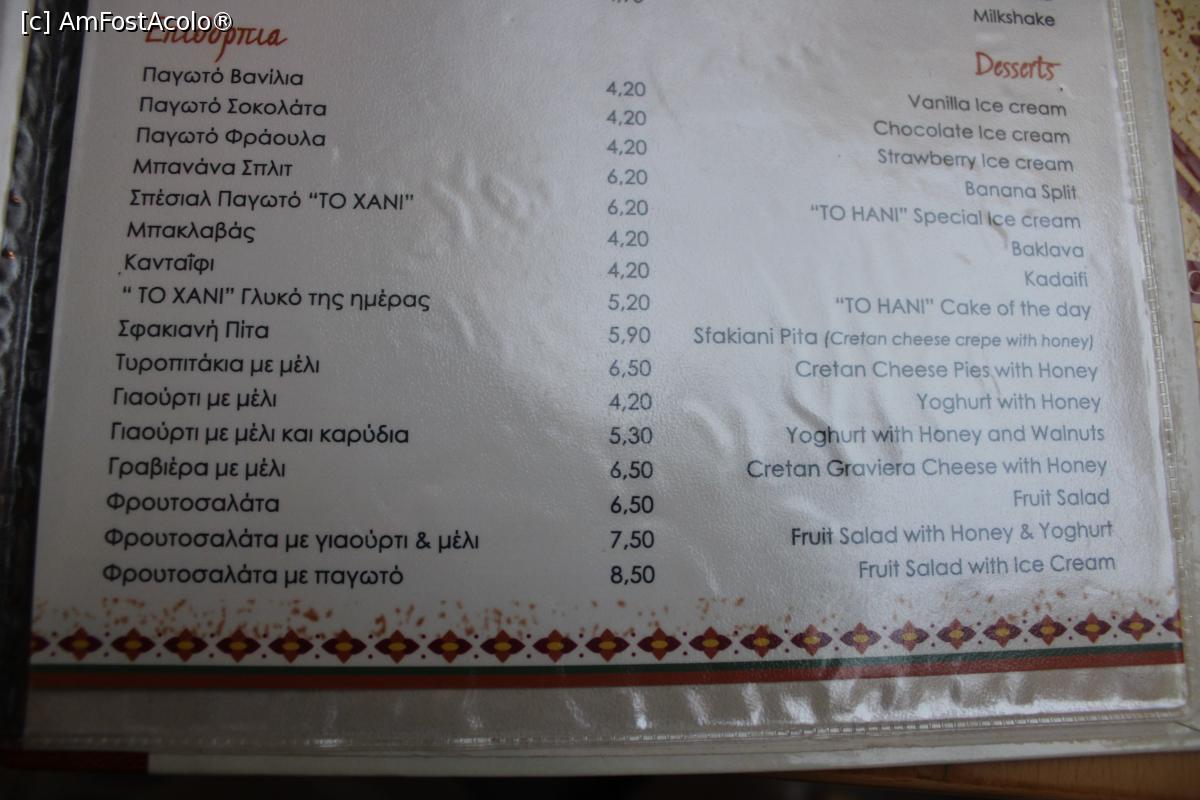 [c] AmFostAcolo®
Milkshake
Επιδόρπια Desserts
Παγωτό Βανίλια 4,20 Vanilla Ice cream
Παγωτό Σοκολάτα 4,20 Chocolate Ice cream
Παγωτό Φράουλα 4,20 Strawberry Ice cream
Μπανάνα Σπλιτ 6,20 Banana Split
Σπέσιαλ Παγωτό “ΤΟ ΧΑΝΙ” 6,20 “TO HANI” Special Ice cream
Μπακλαβάς 4,20 Baklava
Κανταΐφι 4,20 Kadaifi
“ ΤΟ ΧΑΝΙ” Γλυκό της ημέρας 5,20 “TO HANI” Cake of the day
Σφακιανή Πίτα 5,90 Sfakiani Pita (Cretan cheese crepe with honey)
Τυροπιτάκια με μέλι 6,50 Cretan Cheese Pies with Honey
Γιαούρτι με μέλι 4,20 Yoghurt with Honey
Γιαούρτι με μέλι και καρύδια 5,30 Yoghurt with Honey and Walnuts
Γραβιέρα με μέλι 6,50 Cretan Graviera Cheese with Honey
Φρουτοσαλάτα 6,50 Fruit Salad
Φρουτοσαλάτα με γιαούρτι & μέλι 7,50 Fruit Salad with Honey & Yoghurt
Φρουτοσαλάτα με παγωτό 8,50 Fruit Salad with Ice Cream